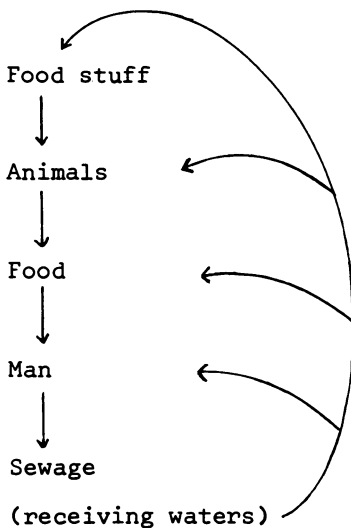 Food stuff
Animals
Food
Man
Sewage
(receiving waters)